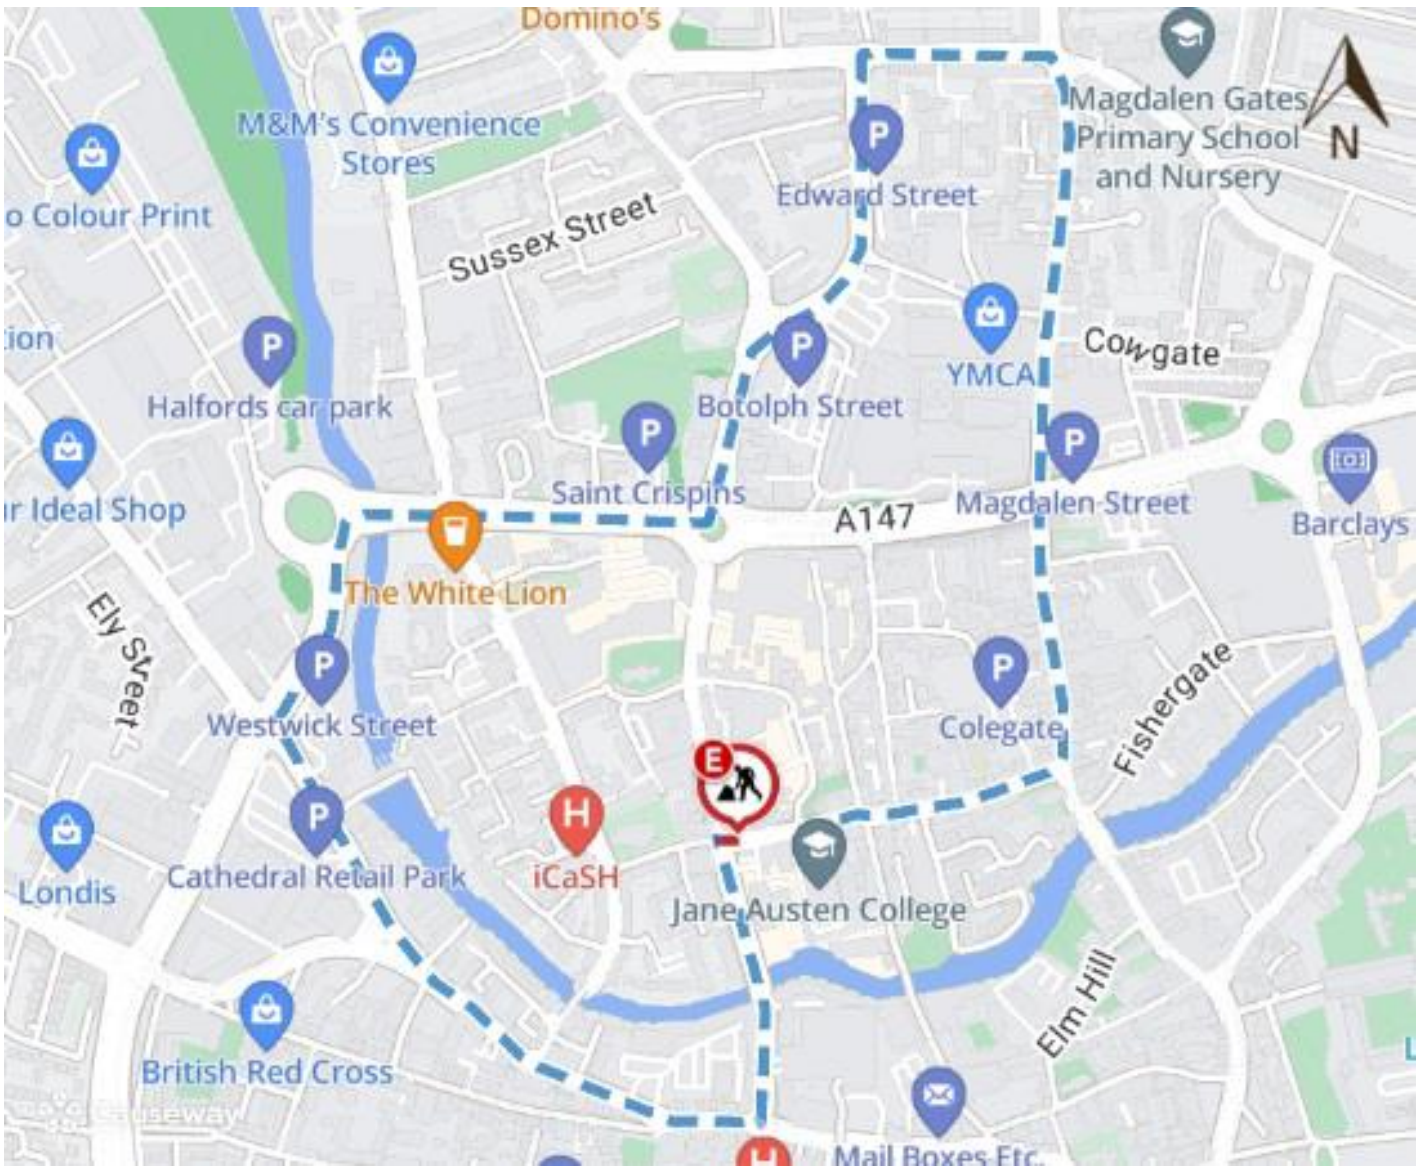 Domino's
M&M's Convenience
Stores
Magdalen Gates
Primary School
and Nursery
N
P
Edward Street
o Colour Print
Sussex Street
ion
P
Halfords car park
P
Botolph Street
YMCA
Cowgate
P
Saint Crispins
P
Magdalen Street
ur Ideal Shop
A147
Barclays
The White Lion
Ely Street
P
Westwick Street
P
Colegate
Fishergate
E
P
Cathedral Retail Park
H
iCaSH
Londis
Jane Austen College
Elm Hill
British Red Cross
Causeway
Mail Boxes Etc.
H
L